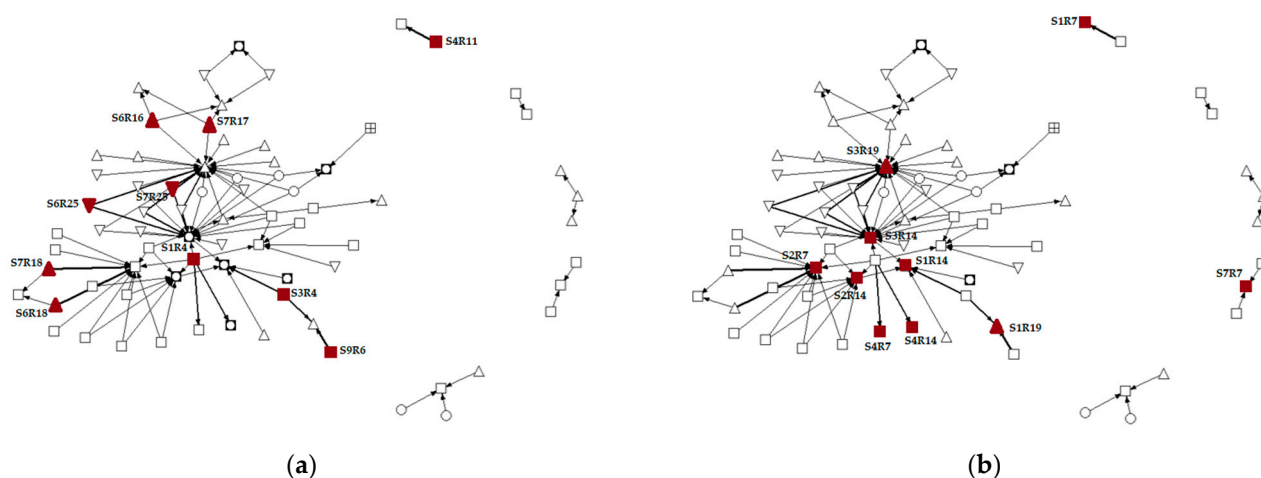 S4R11
S6R16
S7R17
S7R25
S6R25
S1R4
S7R18
S3R4
S6R18
S9R6
(a)
S1R7
S3R19
S3R14
S2R7
S1R14
S7R7
S2R14
S1R19
S4R7
S4R14
(b)